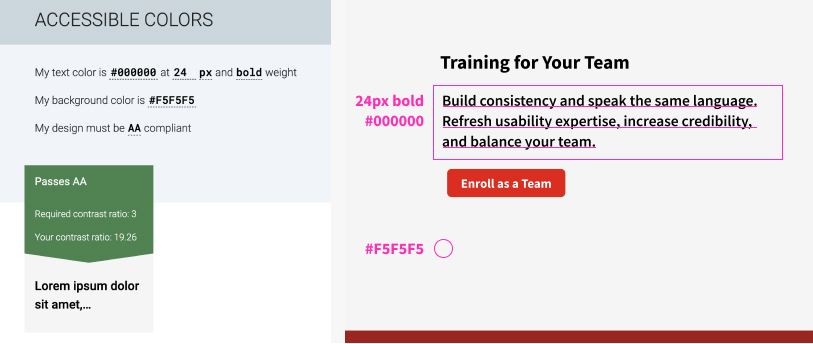 ACCESSIBLE COLORS
My text color is #000000 at 24 px and bold weight
My background color is #F5F5F5
My design must be AA compliant
Passes AA
Required contrast ratio: 3
Your contrast ratio: 19.26
Lorem ipsum dolor
sit amet,...
Training for Your Team
24px bold
#000000
Build consistency and speak the same language.
Refresh usability expertise, increase credibility,
and balance your team.
Enroll as a Team
#F5F5F5